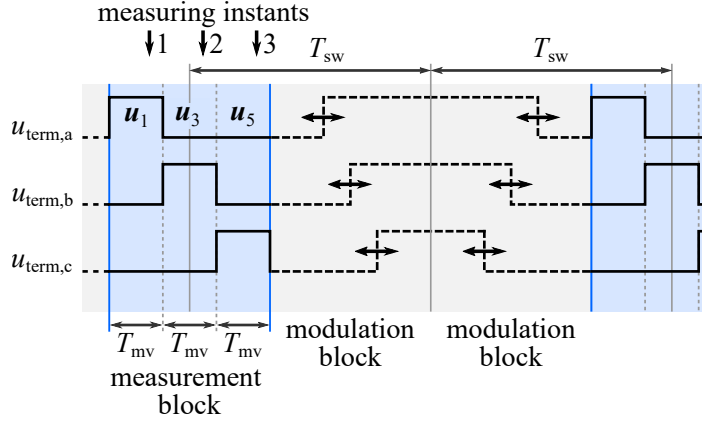 measuring instants
1 2 3
T_sw T_sw
u_1 u_3 u_5
u_term,a
u_term,b
u_term,c
T_mv T_mv T_mv
measurement
block
modulation
block
modulation
block